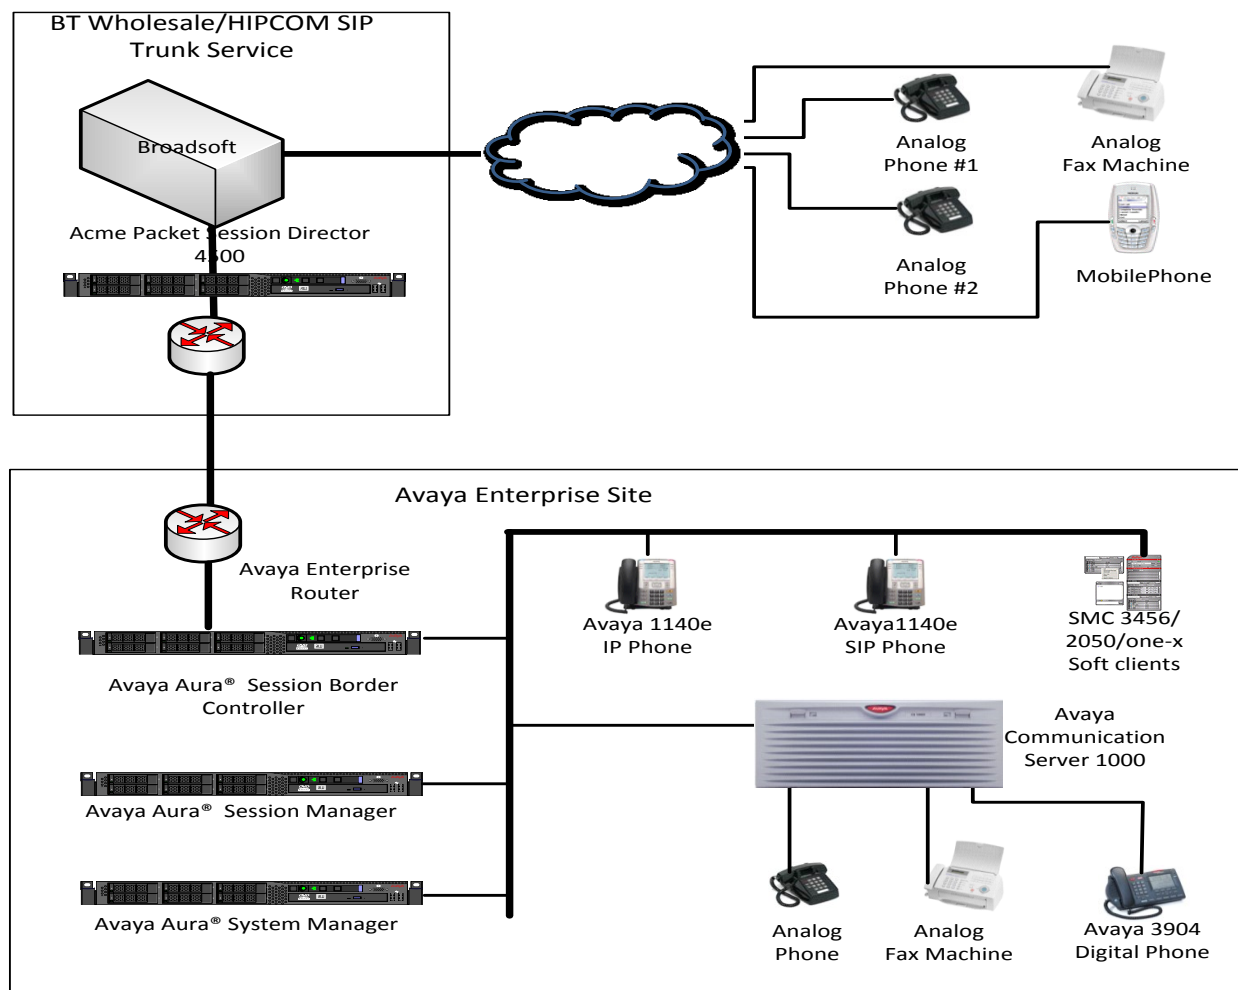 BT Wholesale/HIPCOM SIP
Trunk Service
Broadsoft
Acme Packet Session Director
4500
Analog
Phone #1
Analog
Fax Machine
Analog
Phone #2
MobilePhone
Avaya Enterprise Site
Avaya Enterprise
Router
Avaya 1140e
IP Phone
Avaya1140e
SIP Phone
SMC 3456/
2050/one-x
Soft clients
Avaya Aura® Session Border
Controller
AVAYA
Avaya
Communication
Server 1000
Avaya Aura® Session Manager
Avaya Aura® System Manager
Analog
Phone
Analog
Fax Machine
Avaya 3904
Digital Phone